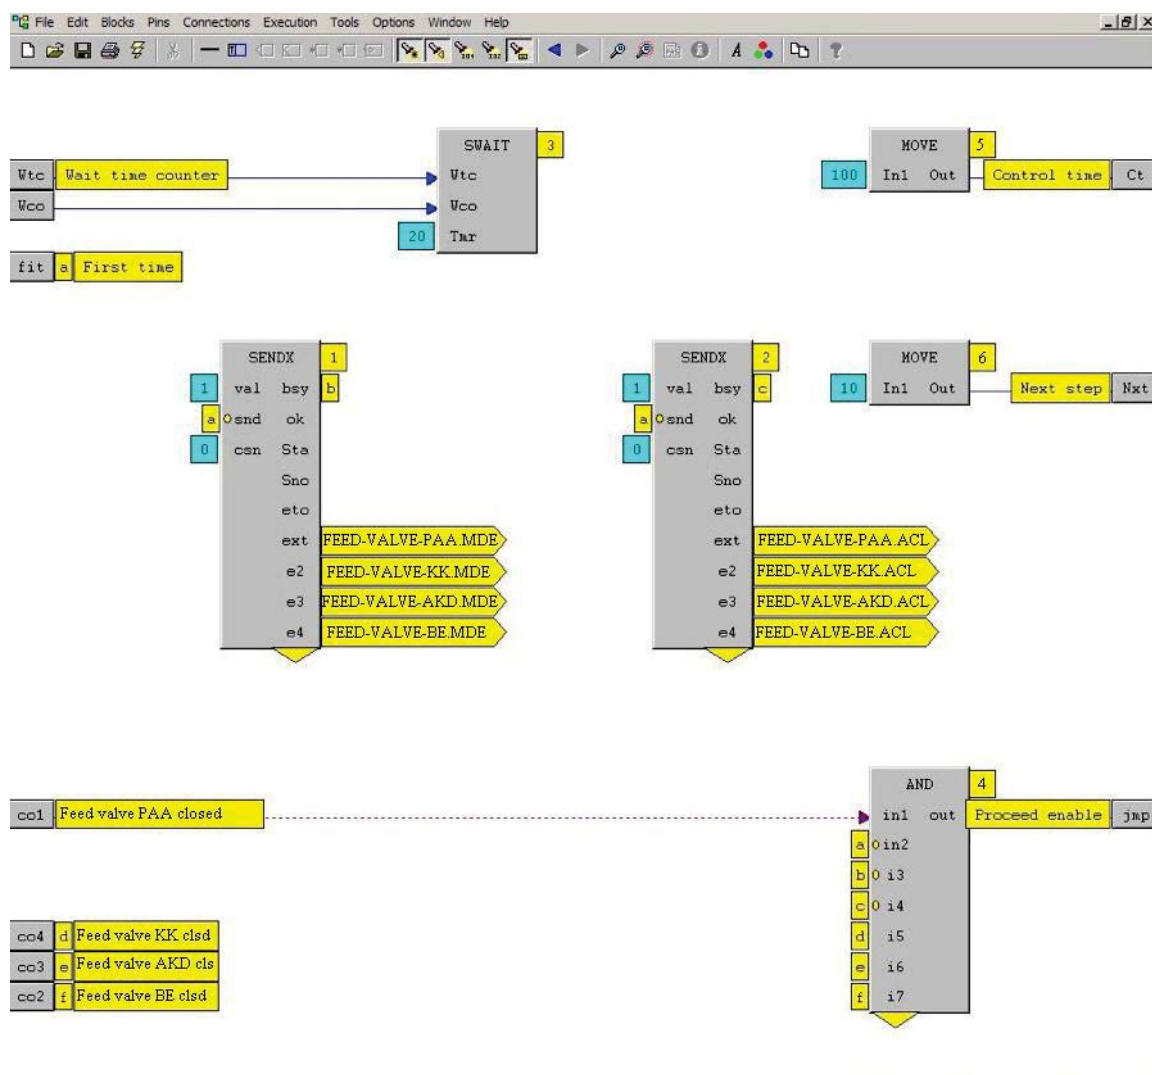 File Edit Blocks Pins Connections Execution Tools Options Window Help
SWAIT 3
MOVE 5
Wtc Wait time counter Wtc
100 In1 Out Control time Ct
Wco Wco
20 Tmr
fit a First time
SENDX 1
SENDX 2
MOVE 6
1 val bsy b
1 val bsy c
10 In1 Out Next step Nxt
a snd ok
a snd ok
0 csn Sta
0 csn Sta
Sno
Sno
eto
eto
ext FEED-VALVE-PAA.MDE
ext FEED-VALVE-PAA.ACL
e2 FEED-VALVE-KK.MDE
e2 FEED-VALVE-KK.ACL
e3 FEED-VALVE-AKD.MDE
e3 FEED-VALVE-AKD.ACL
e4 FEED-VALVE-BE.MDE
e4 FEED-VALVE-BE.ACL
AND 4
co1 Feed valve PAA closed
in1 out Proceed enable jmp
a in2
b i3
c i4
co4 d Feed valve KK clsd
d i5
co3 e Feed valve AKD cls
e i6
co2 f Feed valve BE clsd
f i7